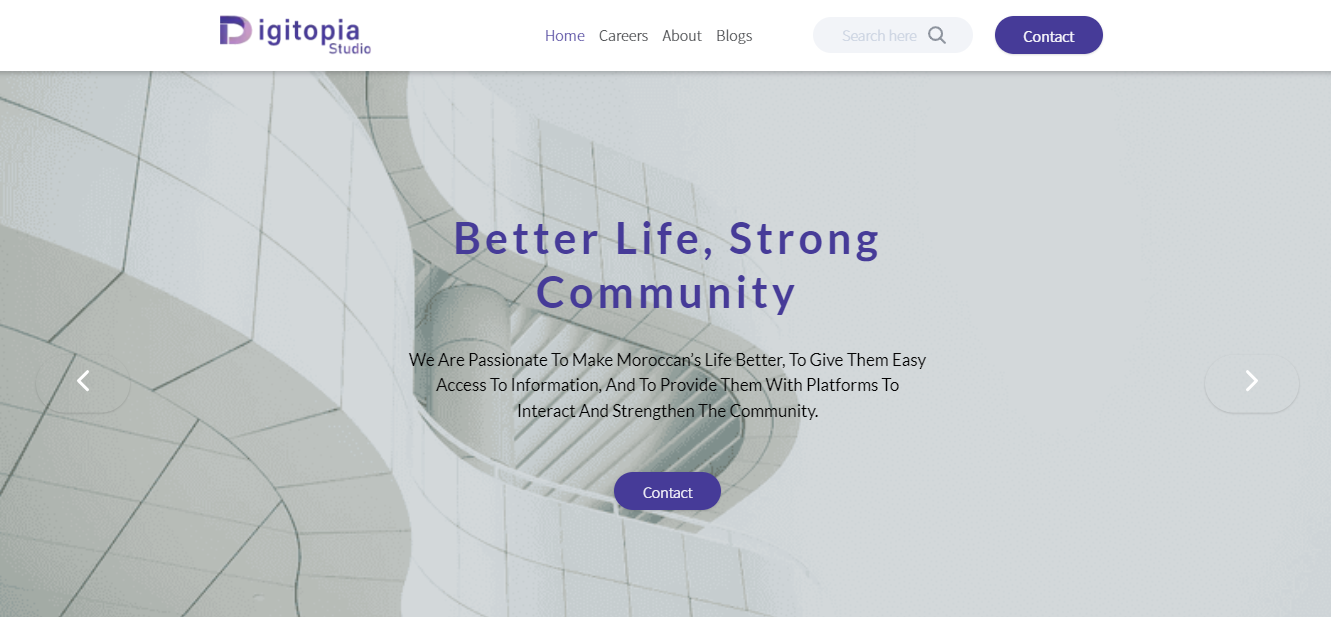 Digitopia
Studio
Home Careers About Blogs
Search here
Contact
Better Life, Strong
Community
We Are Passionate To Make Moroccan's Life Better, To Give Them Easy
Access To Information, And To Provide Them With Platforms To
Interact And Strengthen The Community.
Contact